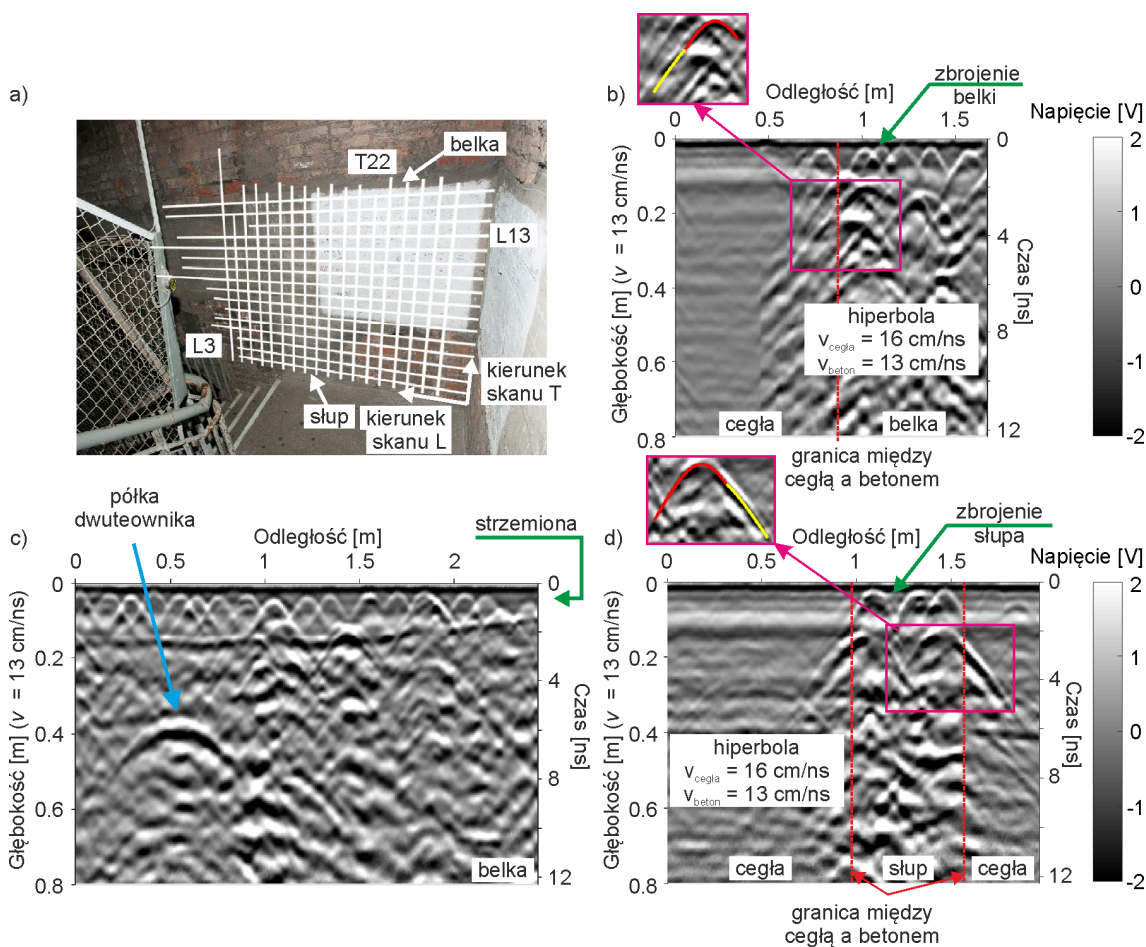 a)
T22
belka
L13
L3
kierunek
skanu T
słup
kierunek
skanu L
b)
Odległość [m]
zbrojenie
belki
Napięcie [V]
0 0.5 1 1.5
0
0.2
0.4
0.6
0.8
Głębokość [m] (v = 13 cm/ns)
0
4
8
12
Czas [ns]
2
1
0
-1
-2
hiperbola
vcegła = 16 cm/ns
vbeton = 13 cm/ns
cegła
belka
granica między
cegłą a betonem
półka
dwuteownika
c)
Odległość [m]
strzemiona
0 0.5 1 1.5 2
0
0.2
0.4
0.6
0.8
Głębokość [m] (v = 13 cm/ns)
0
4
8
12
Czas [ns]
belka
d)
Odległość [m]
zbrojenie
słupa
Napięcie [V]
0 0.5 1 1.5
0
0.2
0.4
0.6
0.8
Głębokość [m] (v = 13 cm/ns)
0
4
8
12
Czas [ns]
2
1
0
-1
-2
hiperbola
vcegła = 16 cm/ns
vbeton = 13 cm/ns
cegła
słup
cegła
granica między
cegłą a betonem